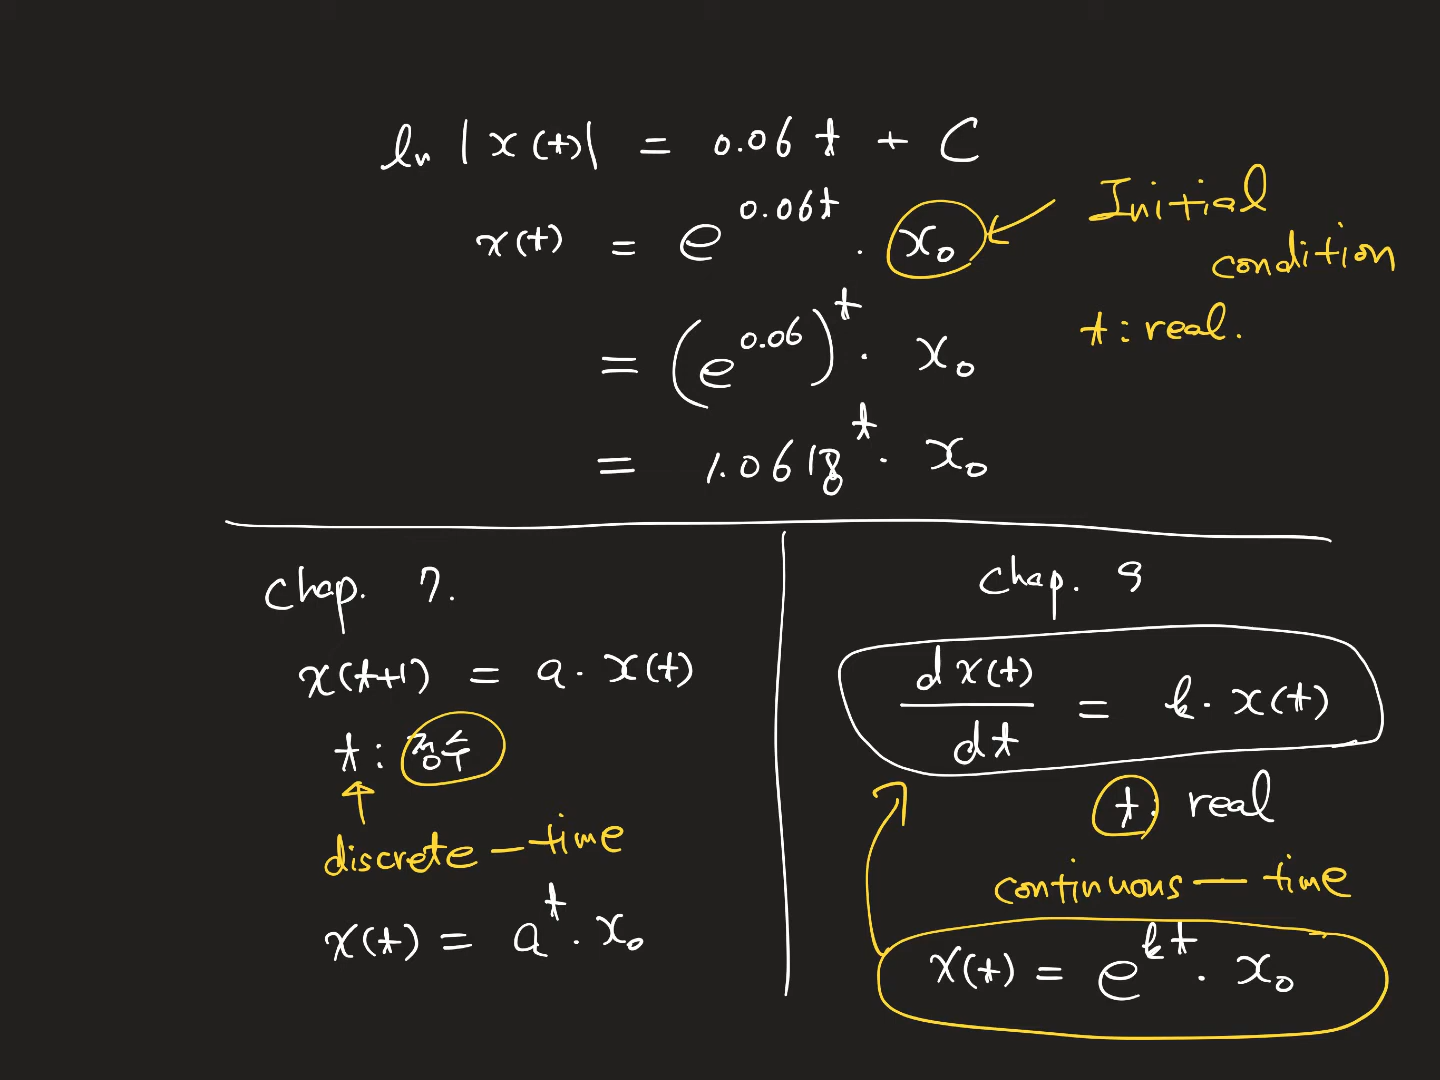 ln |x(t)| = 0.06t + C
x(t) = e^{0.06t} · x₀
Initial
condition
t : real.
= (e^{0.06})^t · x₀
= 1.0618^t · x₀
chap. 7.
x(t+1) = a · x(t)
t : 정수
discrete-time
x(t) = a^t · x₀
chap. 9
dx(t)/dt = k · x(t)
t: real
continuous-time
x(t) = e^{kt} · x₀